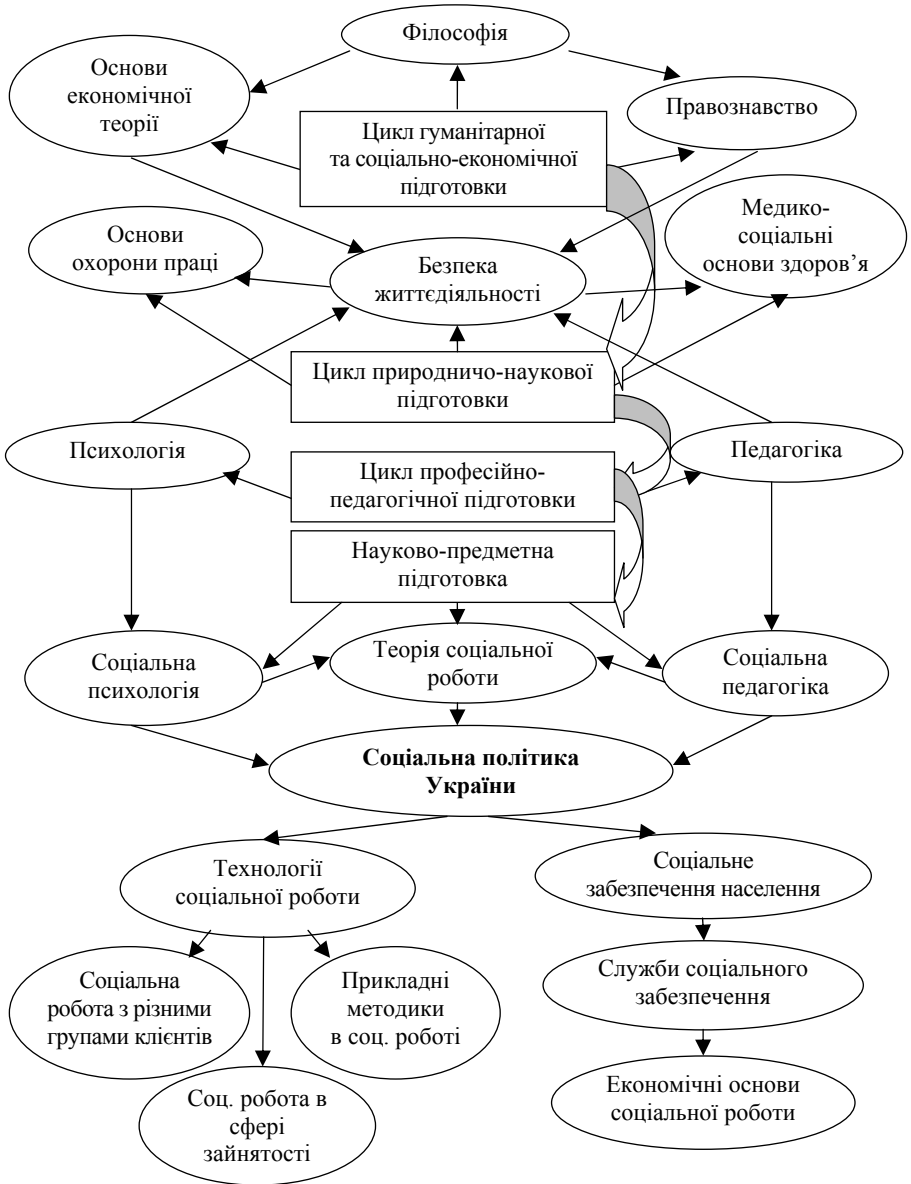 Філософія
Основи
економічної
теорії
Правознавство
Цикл гуманітарної
та соціально-економічної
підготовки
Медико-
соціальні
основи здоров’я
Основи
охорони праці
Безпека
життєдіяльності
Цикл природничо-наукової
підготовки
Психологія
Педагогіка
Цикл професійно-
педагогічної підготовки
Науково-предметна
підготовка
Соціальна
психологія
Теорія соціальної
роботи
Соціальна
педагогіка
Соціальна політика
України
Технології
соціальної роботи
Соціальне
забезпечення населення
Соціальна
робота з різними
групами клієнтів
Прикладні
методики
в соц. роботі
Служби соціального
забезпечення
Соц. робота в
сфері
зайнятості
Економічні основи
соціальної роботи